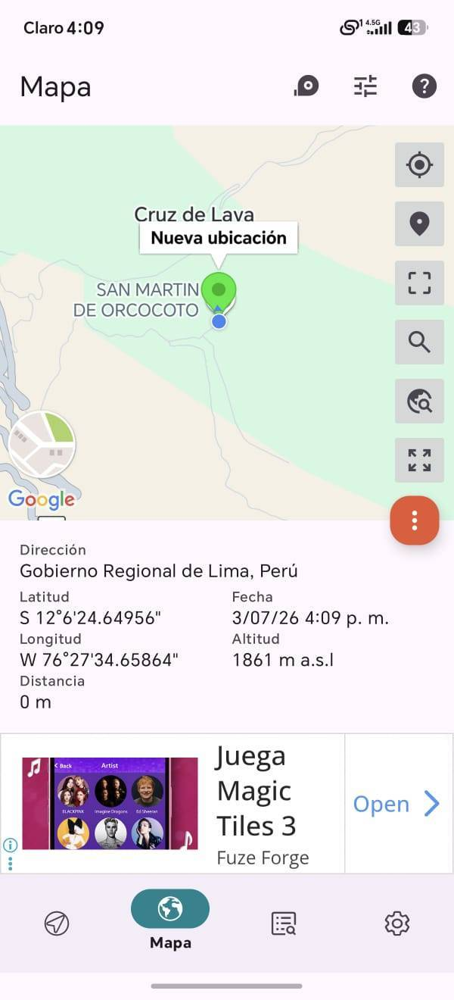 Claro 4:09
1 4.5G
43
Mapa
?
Cruz de Laya
Nueva ubicación
SAN MARTIN
DE ORCOCOTO
Google
Dirección
Gobierno Regional de Lima, Perú
Latitud
S 12°6'24.64956"
Fecha
3/07/26 4:09 p. m.
Longitud
W 76°27'34.65864"
Altitud
1861 m a.s.l
Distancia
0 m
Back
Artist
BLACKPINK
Imagine Dragons
Ed Sheeran
Juega
Magic
Tiles 3
Fuze Forge
Open
Mapa